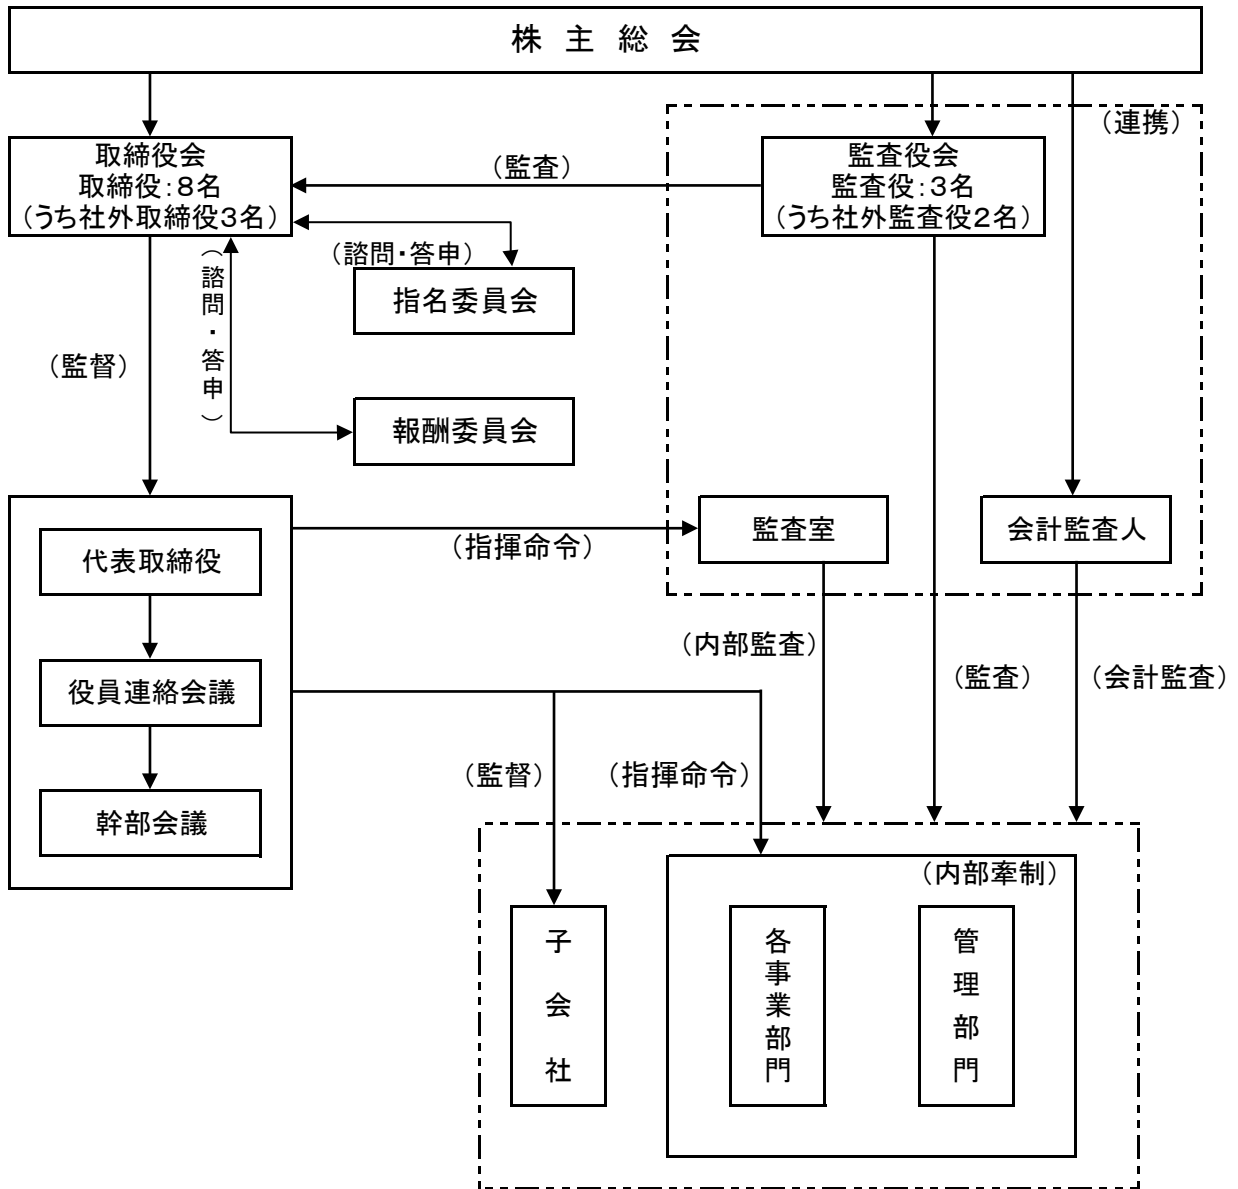 株主総会
（連携）
取締役会
取締役：8名
（うち社外取締役3名）
（監査）
監査役会
監査役：3名
（うち社外監査役2名）
（諮問・答申）
指名委員会
（諮問・答申）
（監督）
報酬委員会
代表取締役
役員連絡会議
幹部会議
（指揮命令）
監査室
会計監査人
（内部監査）
（監査）
（会計監査）
（監督）
（指揮命令）
（内部牽制）
子会社
各事業部門
管理部門